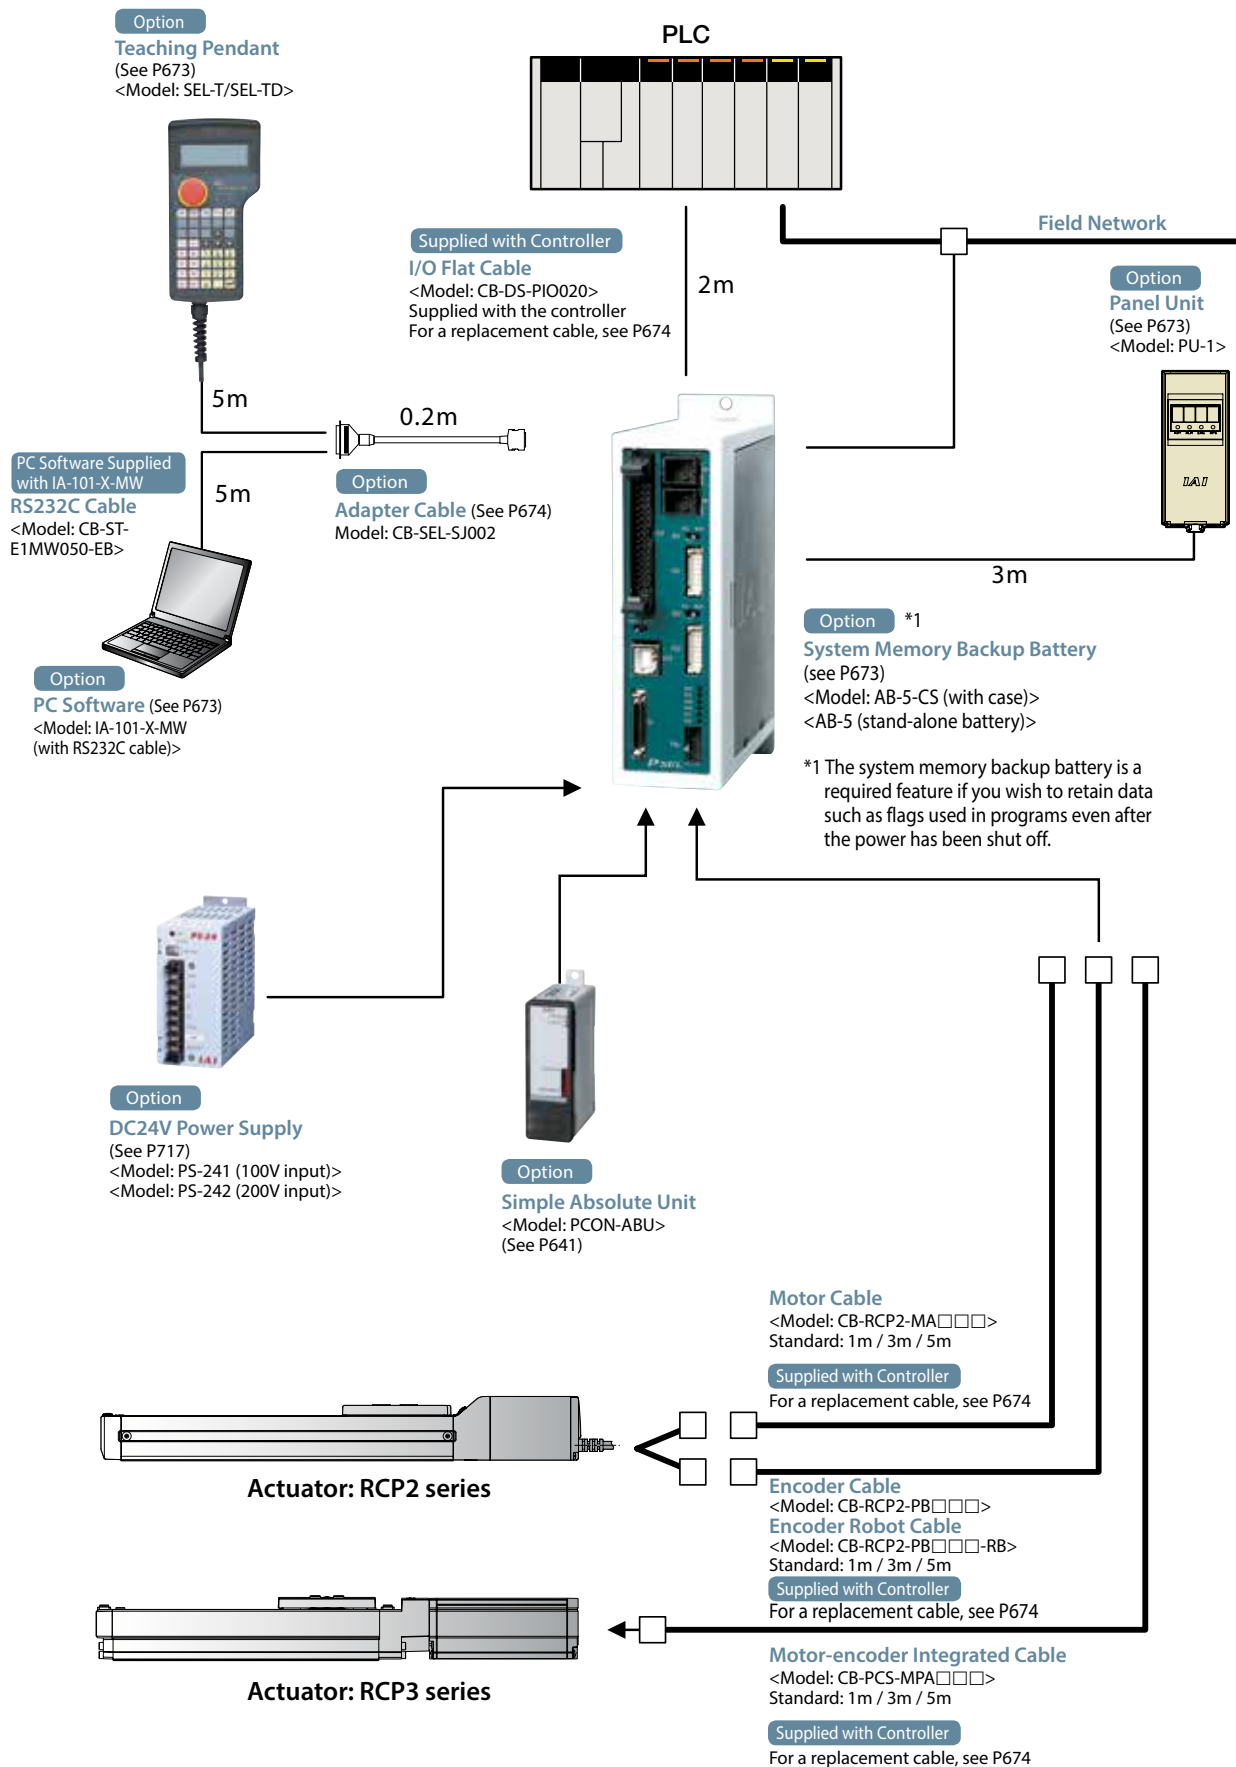 Option
Teaching Pendant
(See P673)
<Model: SEL-T/SEL-TD>
PLC
Supplied with Controller
I/O Flat Cable
<Model: CB-DS-PIO020>
Supplied with the controller
For a replacement cable, see P674
2m
Field Network
Option
Panel Unit
(See P673)
<Model: PU-1>
IAI
3m
5m
0.2m
PC Software Supplied
with IA-101-X-MW
RS232C Cable
<Model: CB-ST-
E1MW050-EB>
5m
Option
Adapter Cable (See P674)
Model: CB-SEL-SJ002
Option
PC Software (See P673)
<Model: IA-101-X-MW
(with RS232C cable)>
PSEL
Option *1
System Memory Backup Battery
(see P673)
<Model: AB-5-CS (with case)>
<AB-5 (stand-alone battery)>
*1 The system memory backup battery is a
required feature if you wish to retain data
such as flags used in programs even after
the power has been shut off.
PS-24
IAI
Option
DC24V Power Supply
(See P717)
<Model: PS-241 (100V input)>
<Model: PS-242 (200V input)>
Option
Simple Absolute Unit
<Model: PCON-ABU>
(See P641)
Motor Cable
<Model: CB-RCP2-MA□□□>
Standard: 1m / 3m / 5m
Supplied with Controller
For a replacement cable, see P674
Actuator: RCP2 series
Encoder Cable
<Model: CB-RCP2-PB□□□>
Encoder Robot Cable
<Model: CB-RCP2-PB□□□-RB>
Standard: 1m / 3m / 5m
Supplied with Controller
For a replacement cable, see P674
Actuator: RCP3 series
Motor-encoder Integrated Cable
<Model: CB-PCS-MPA□□□>
Standard: 1m / 3m / 5m
Supplied with Controller
For a replacement cable, see P674